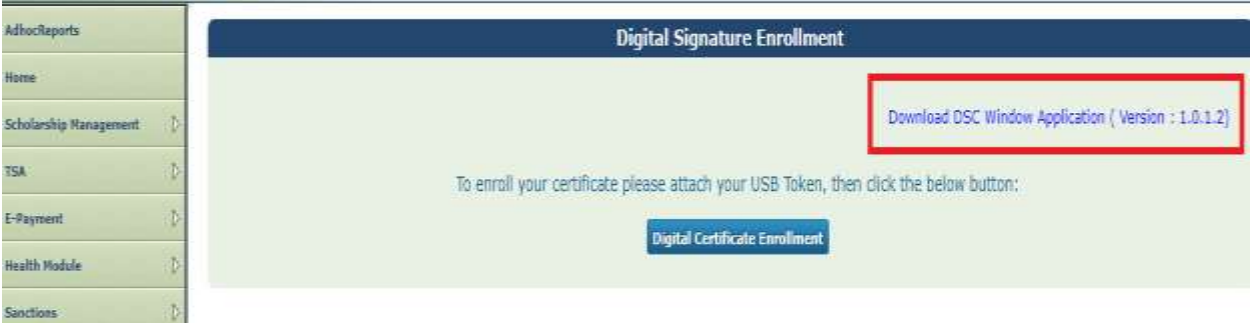 AdhocReports
Home
Scholarship Management
TSA
E-Payment
Health Module
Sanctions
Digital Signature Enrollment
Download DSC Window Application ( Version : 1.0.1.2)
To enroll your certificate please attach your USB Token, then click the below button:
Digital Certificate Enrollment